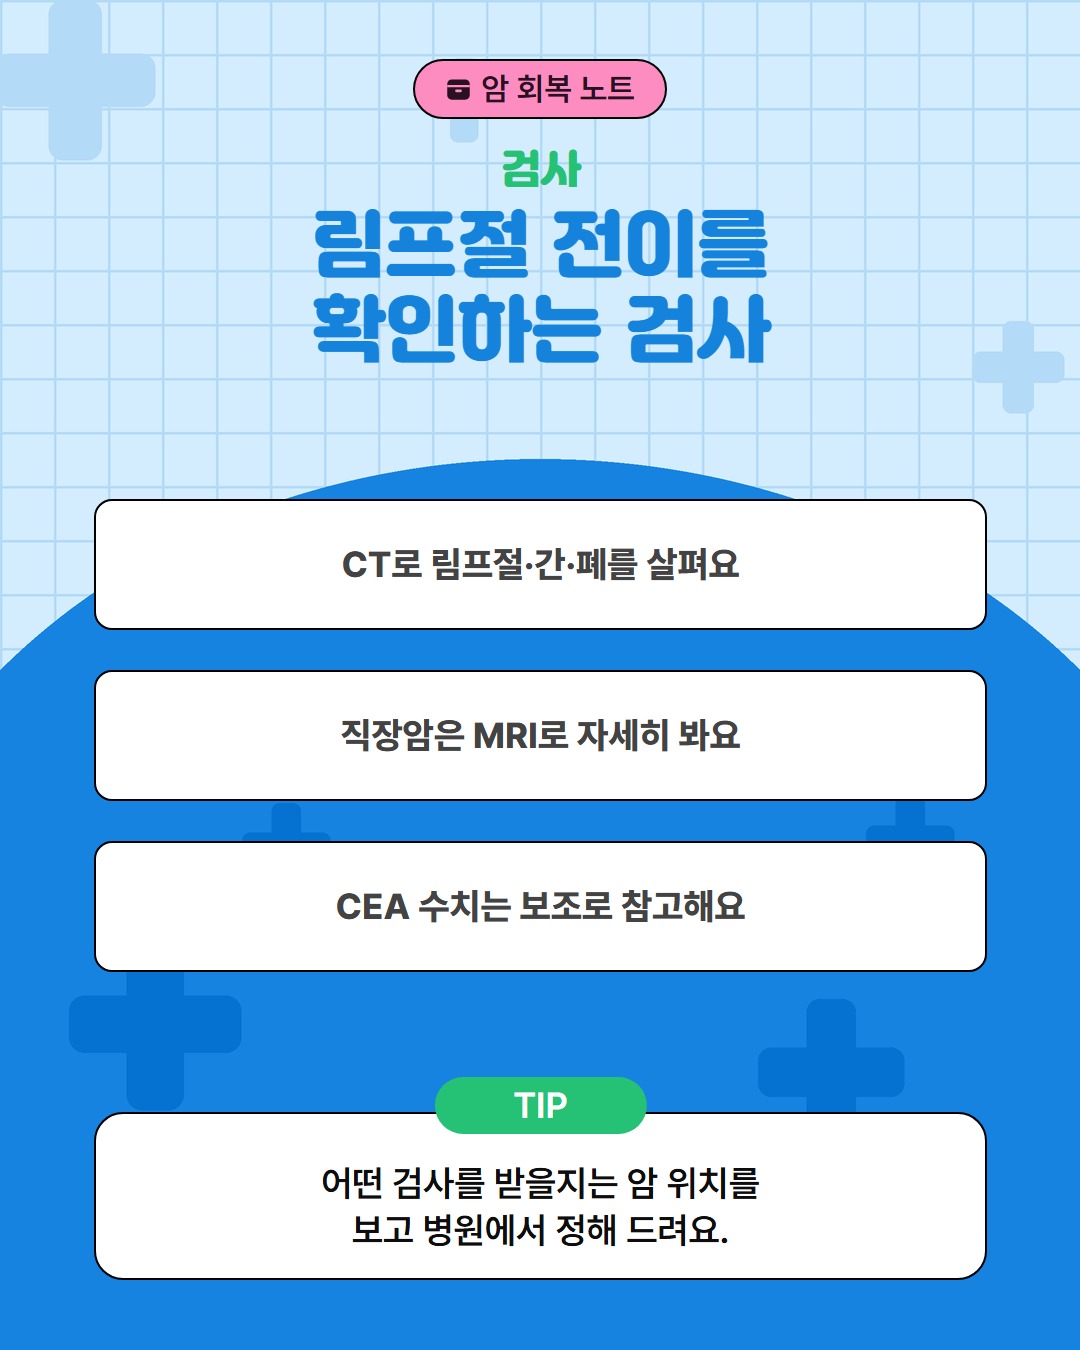 암 회복 노트
검사
림프절 전이를
확인하는 검사
CT로 림프절·간·폐를 살펴요
직장암은 MRI로 자세히 봐요
CEA 수치는 보조로 참고해요
TIP
어떤 검사를 받을지는 암 위치를
보고 병원에서 정해 드려요.